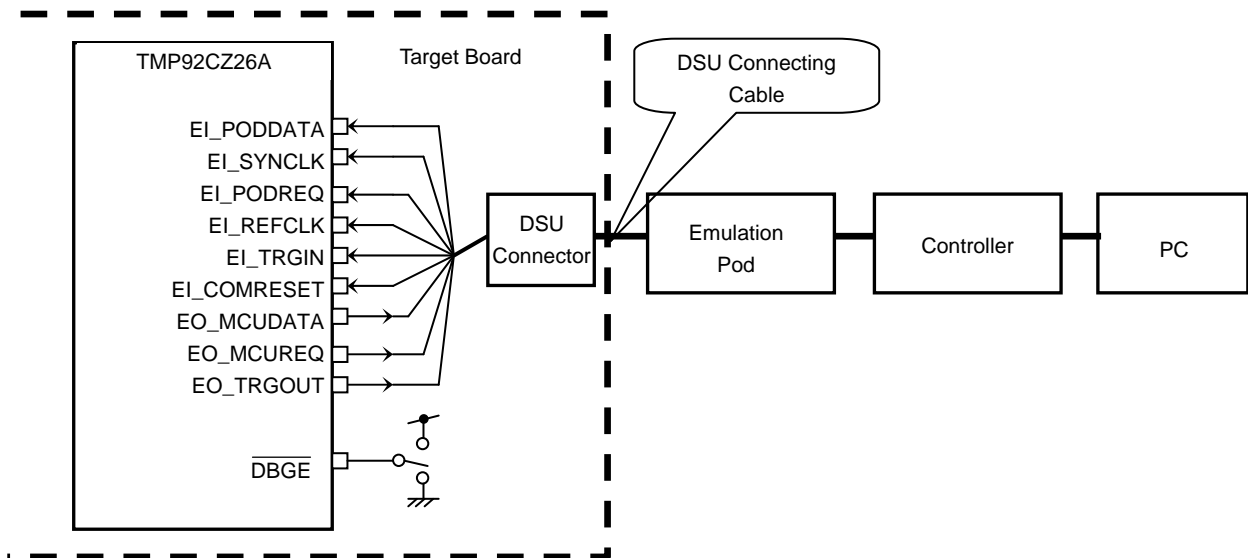 TMP92CZ26A
Target Board
DSU Connecting
Cable
EI_PODDATA
EI_SYNCLK
EI_PODREQ
EI_REFCLK
EI_TRGIN
EI_COMRESET
EO_MCUDATA
EO_MCUREQ
EO_TRGOUT
DBGE
DSU
Connector
Emulation
Pod
Controller
PC